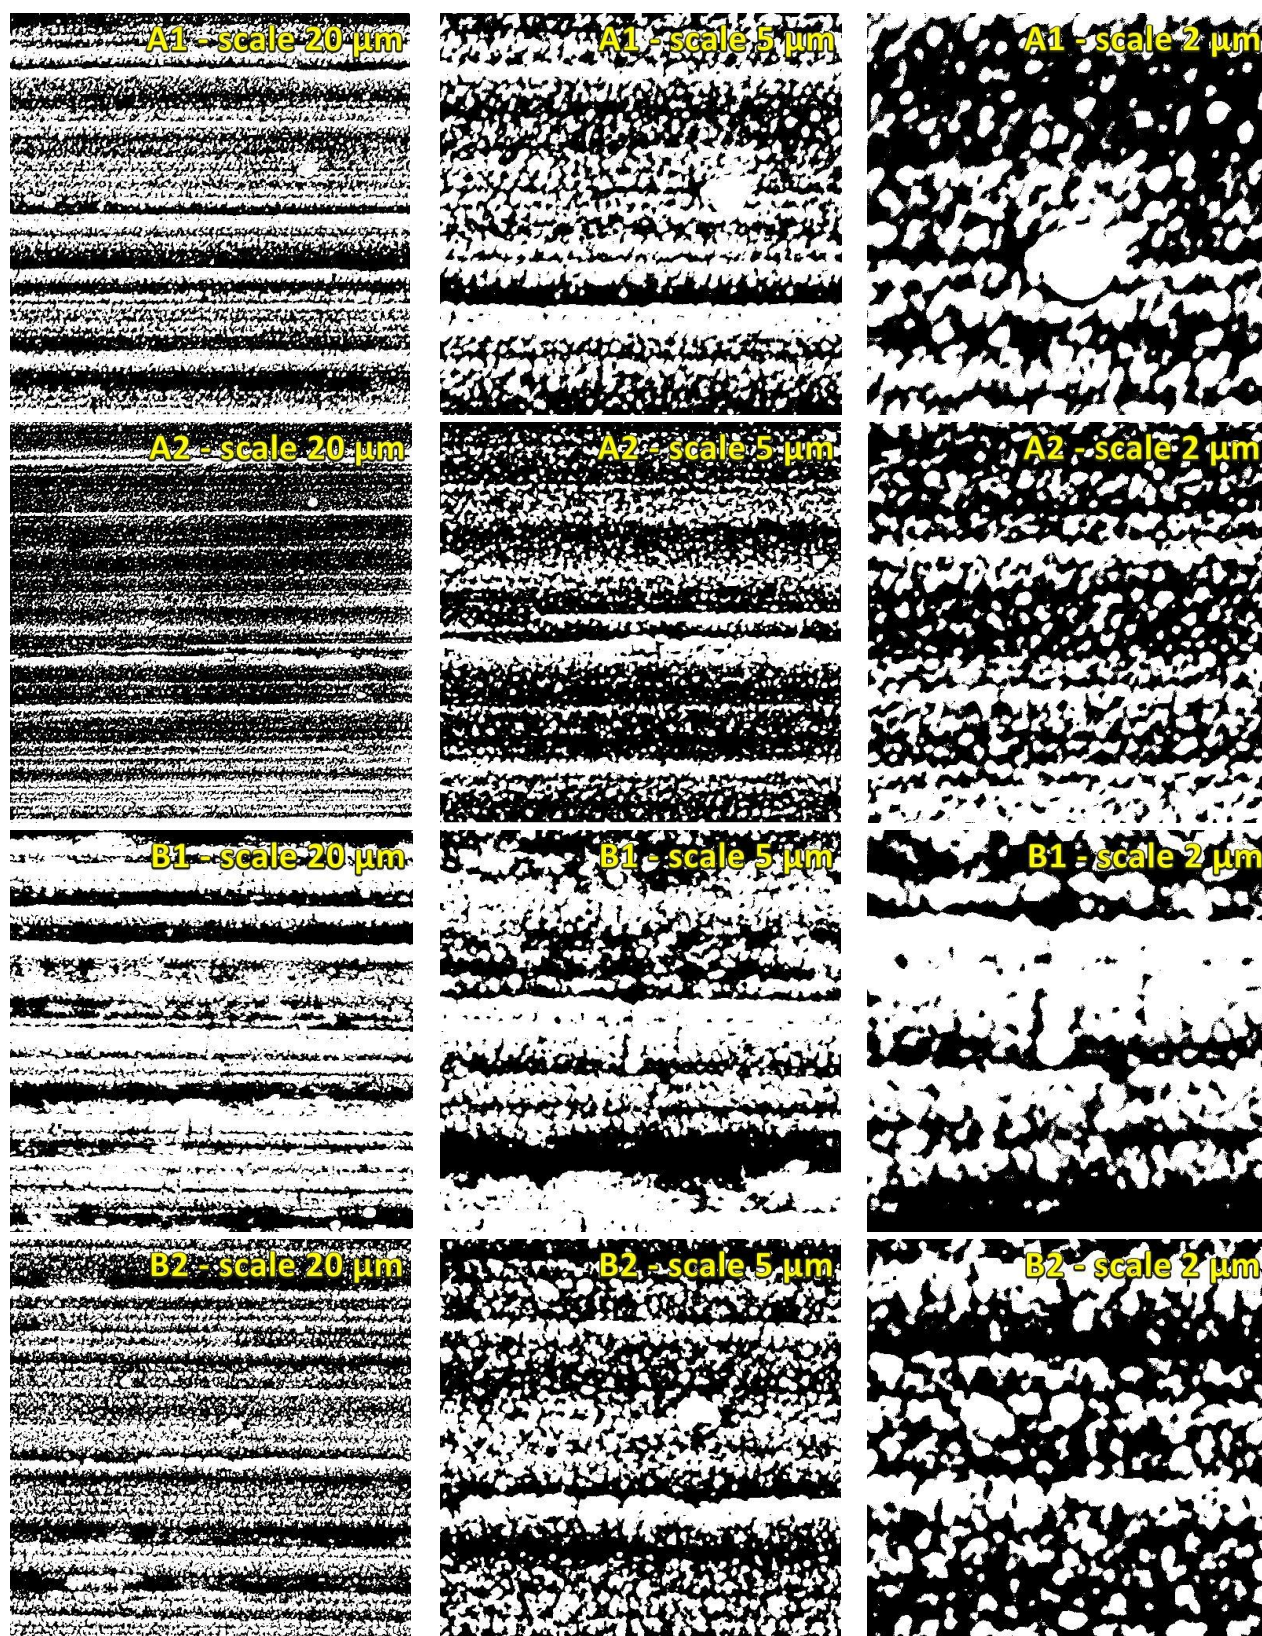 A1 - scale 20 µm
A1 - scale 5 µm
A1 - scale 2 µm
A2 - scale 20 µm
A2 - scale 5 µm
A2 - scale 2 µm
B1 - scale 20 µm
B1 - scale 5 µm
B1 - scale 2 µm
B2 - scale 20 µm
B2 - scale 5 µm
B2 - scale 2 µm